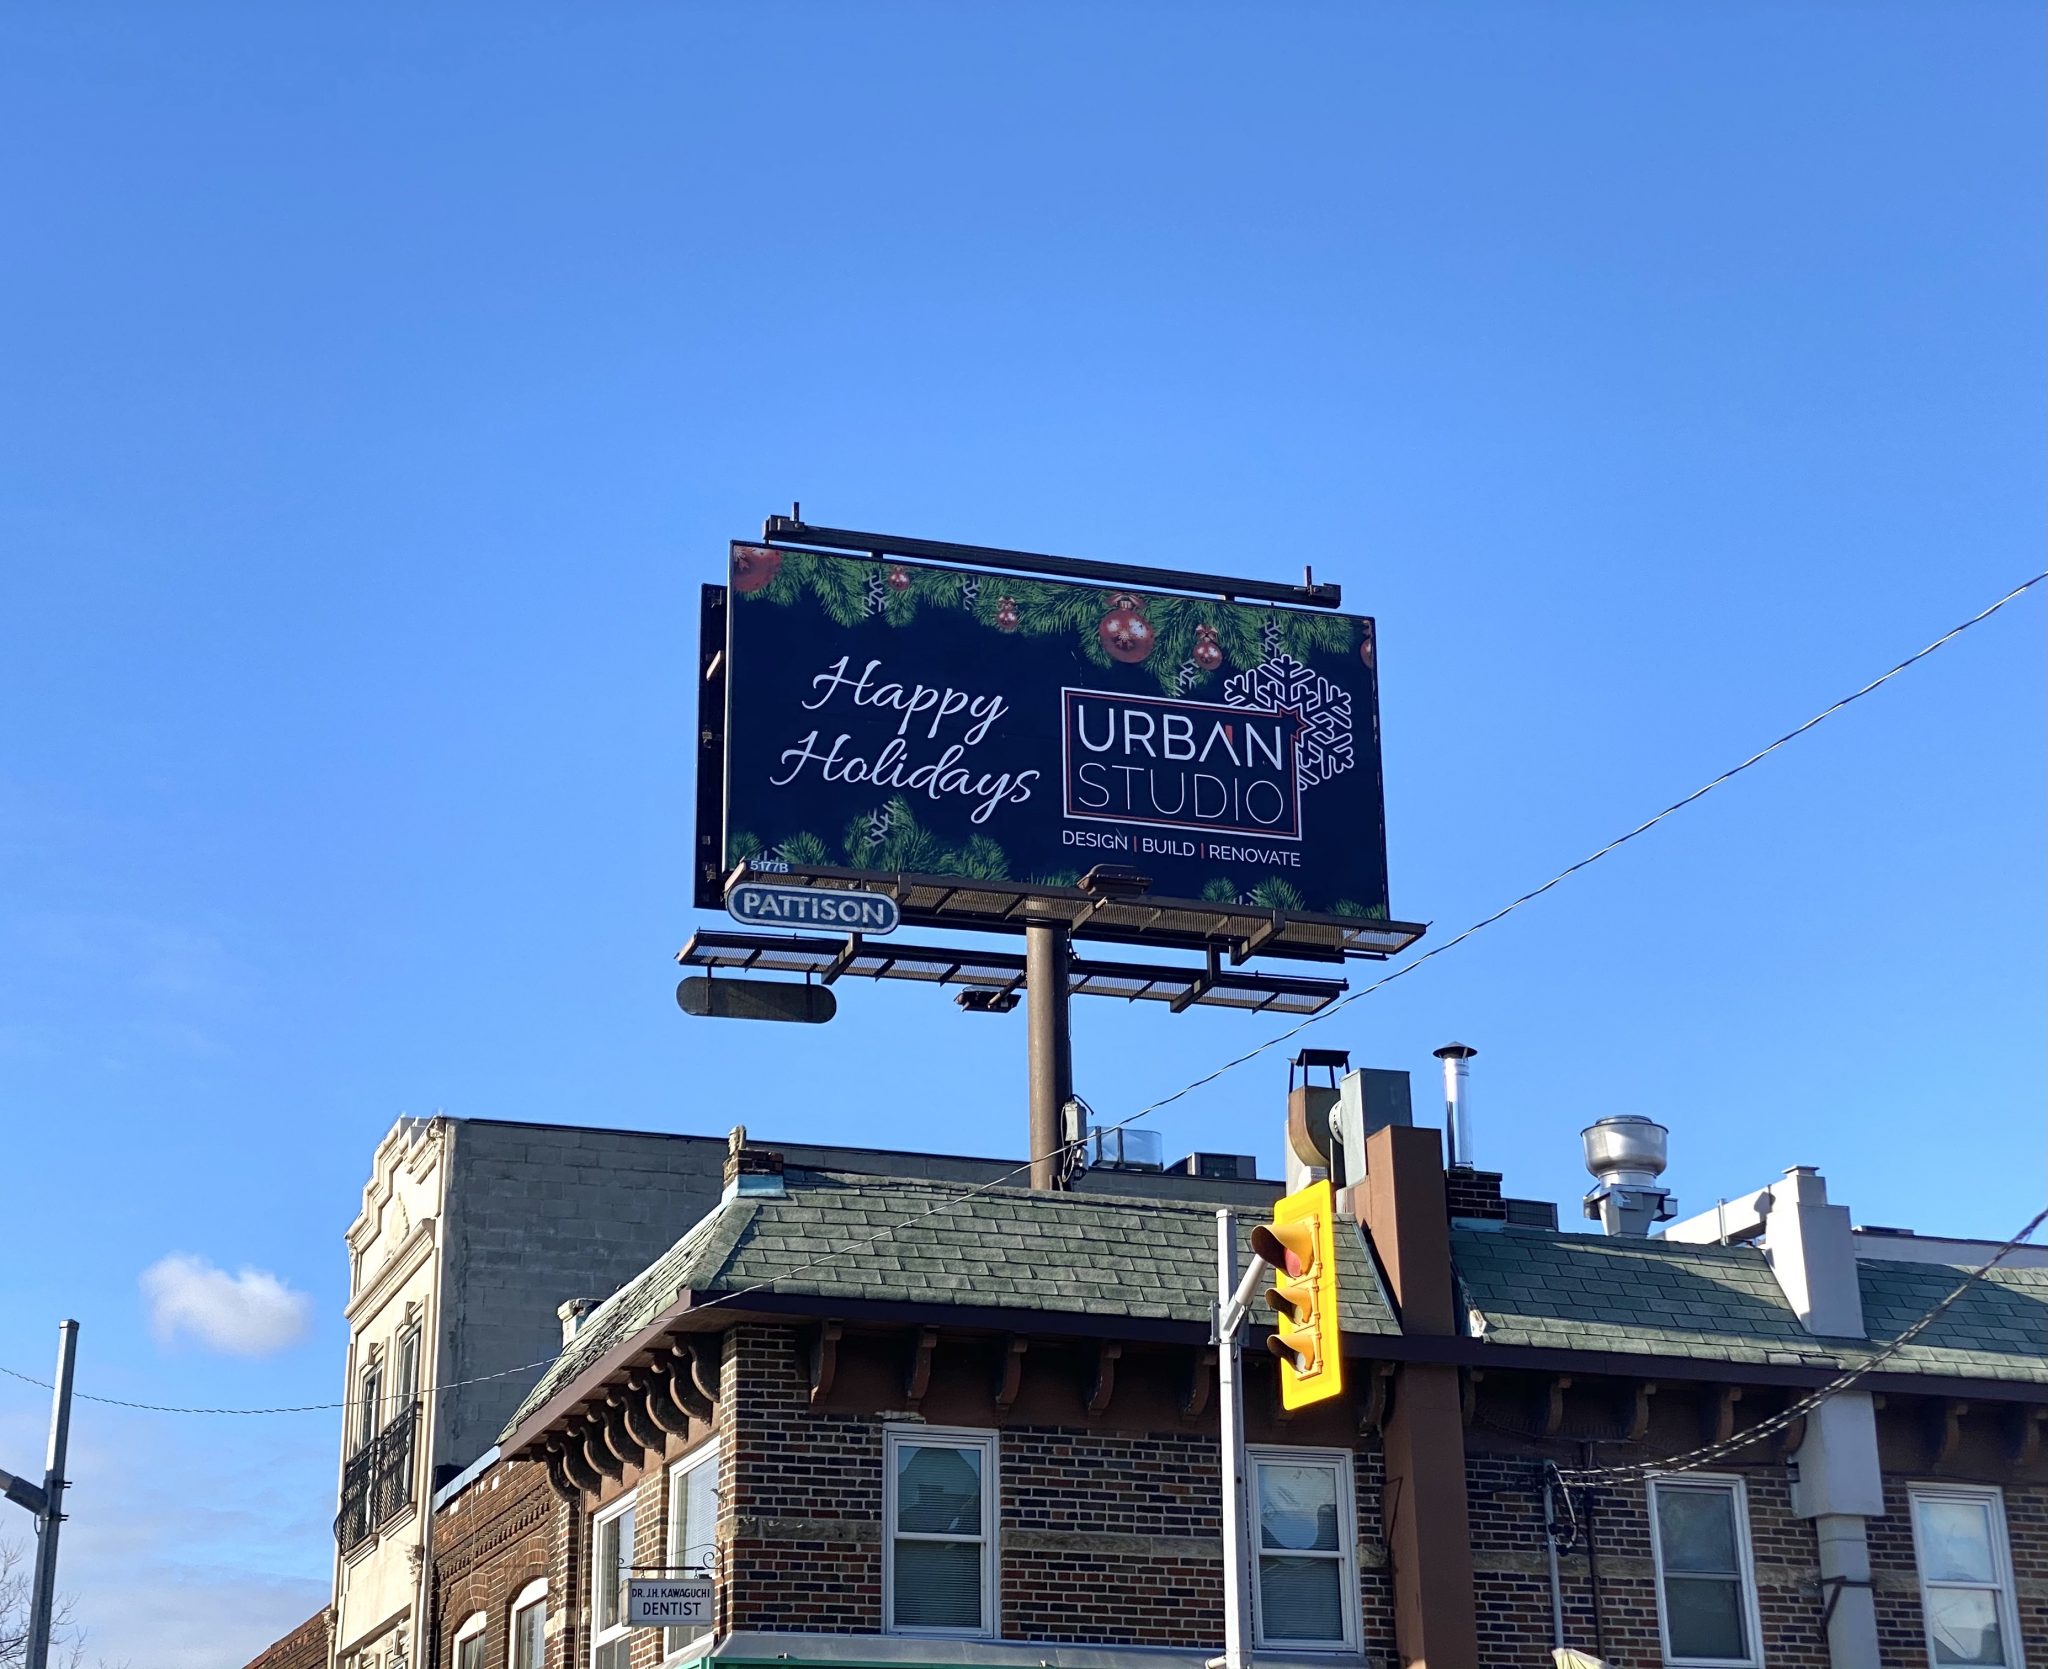 Happy
Holidays
URBAN
STUDIO
DESIGN | BUILD | RENOVATE
5177B
PATTISON
DR. J.H. KAWAGUCHI
DENTIST